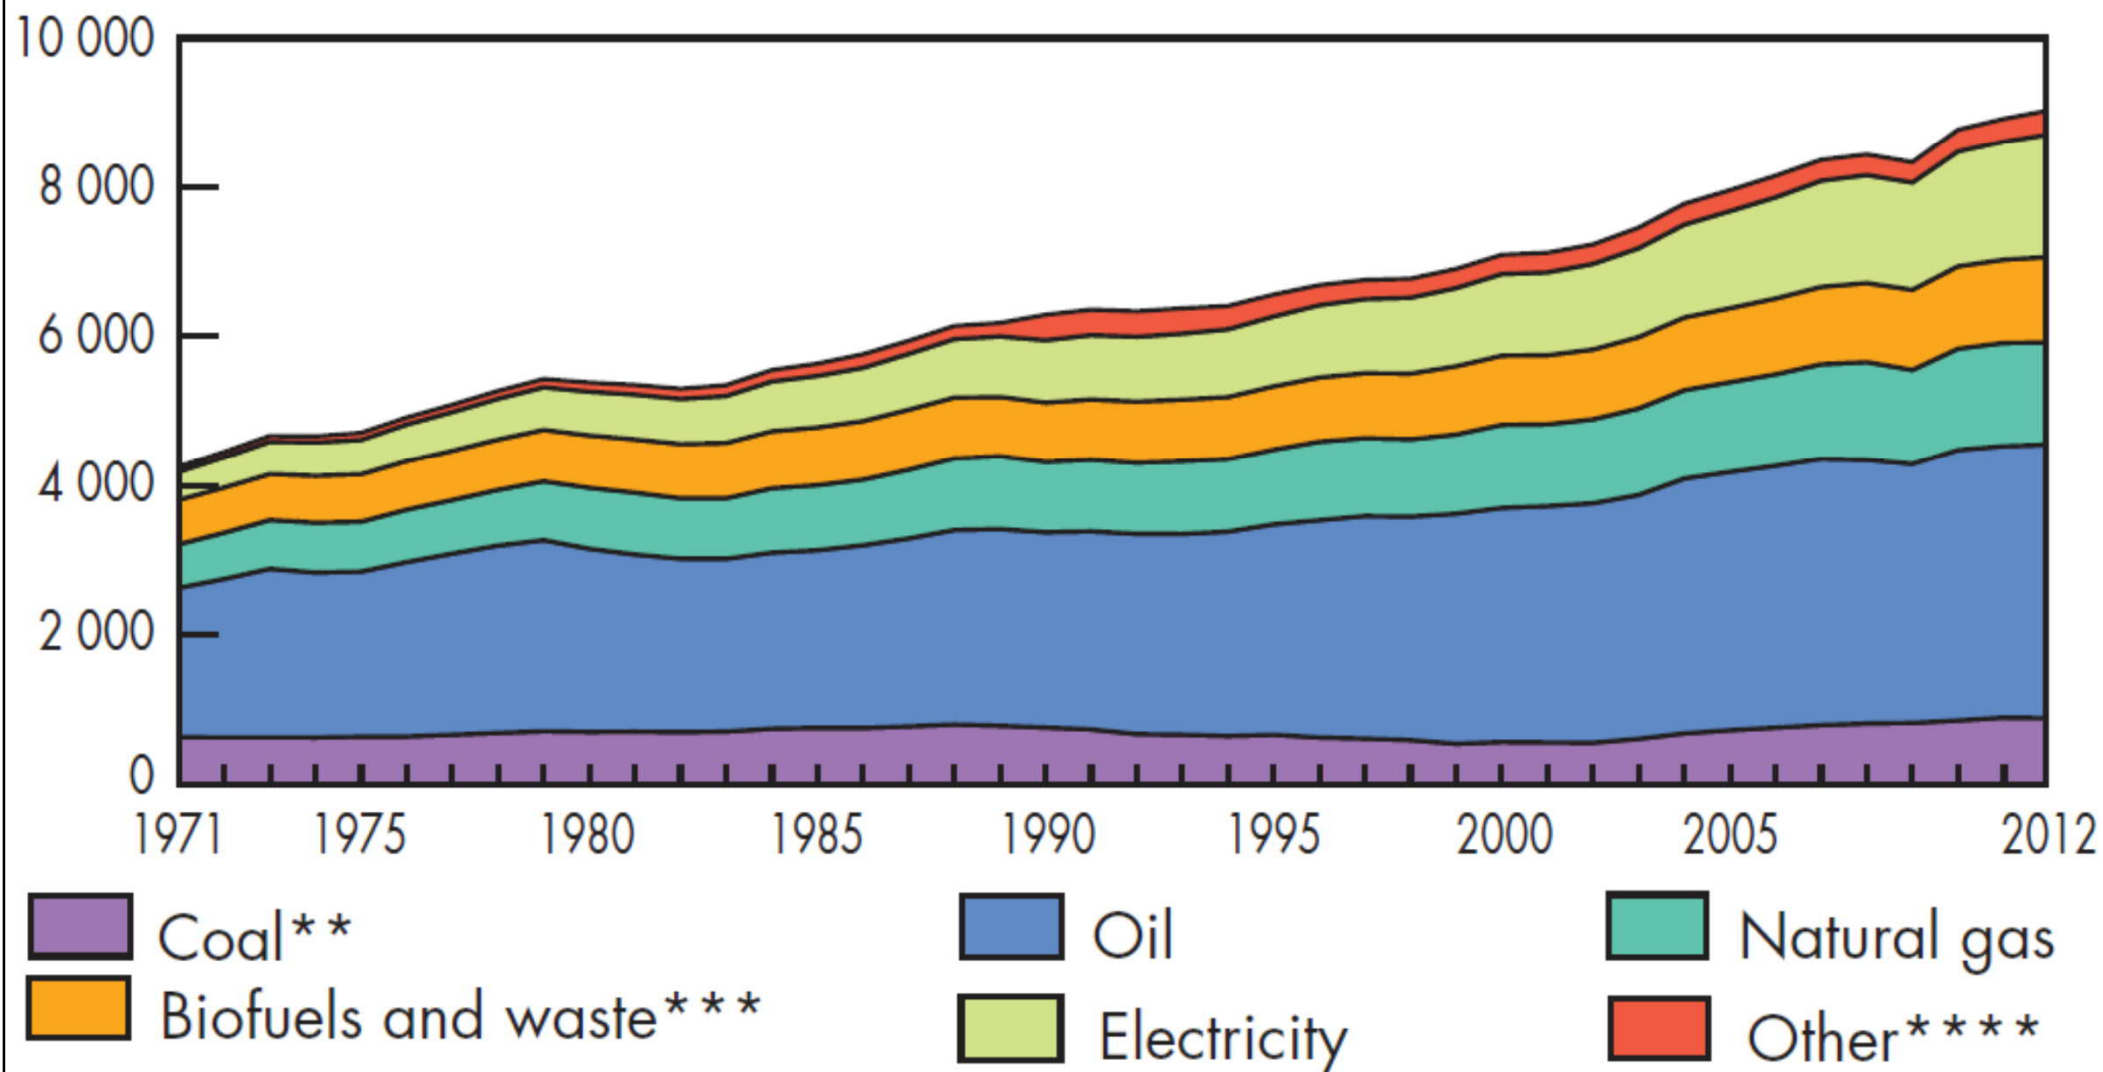 10 000
8 000
6 000
4 000
2 000
0
1971 1975 1980 1985 1990 1995 2000 2005 2012
Coal** Oil Natural gas
Biofuels and waste*** Electricity Other****